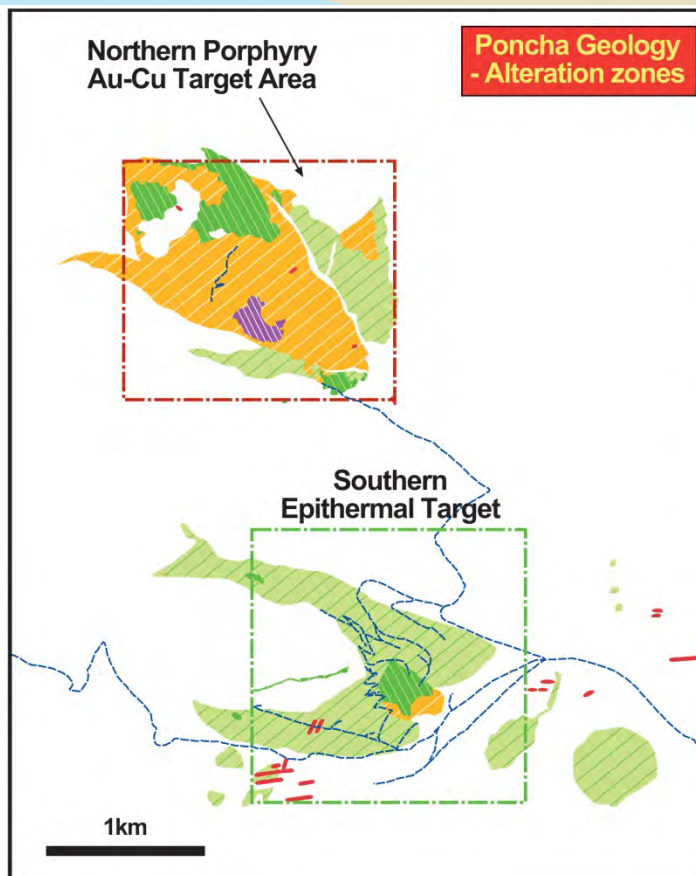 Northern Porphyry
Au-Cu Target Area
Poncha Geology
- Alteration zones
Southern
Epithermal Target
1km